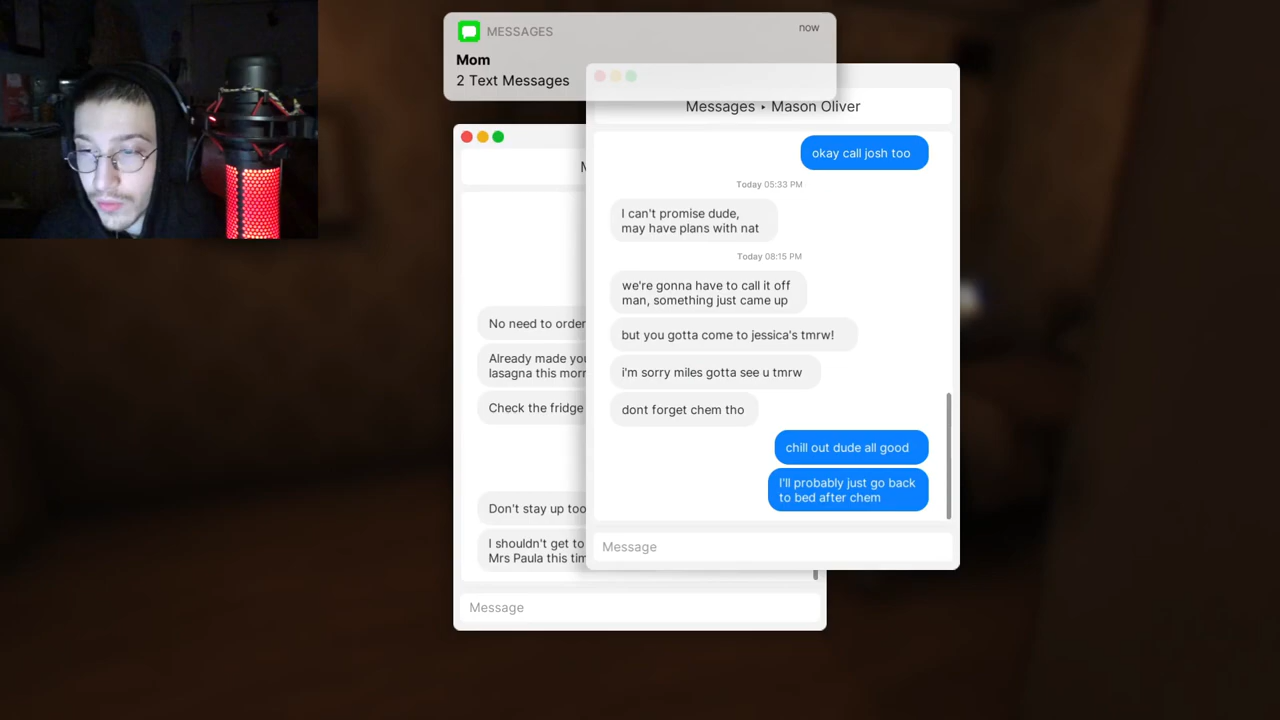 MESSAGES
now
Mom
2 Text Messages
Messages ‣ Mason Oliver
okay call josh too
Today 05:33 PM
I can't promise dude,
may have plans with nat
Today 08:15 PM
we're gonna have to call it off
man, something just came up
but you gotta come to jessica's tmrw!
i'm sorry miles gotta see u tmrw
dont forget chem tho
chill out dude all good
I'll probably just go back
to bed after chem
Message
No need to order
Already made
lasagna this
Check the fridge
Don't stay up too
I shouldn't get to
Mrs Paula this
Message